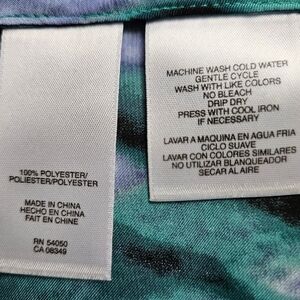 100% POLYESTER/
POLIESTER/POLYESTER
MADE IN CHINA
HECHO EN CHINA
FAIT EN CHINE
RN 54050
CA 08349
MACHINE WASH COLD WATER
GENTLE CYCLE
WASH WITH LIKE COLORS
NO BLEACH
DRIP DRY
PRESS WITH COOL IRON
IF NECESSARY
LAVAR A MAQUINA EN AGUA FRIA
CICLO SUAVE
LAVAR CON COLORES SIMILARES
NO UTILIZAR BLANQUEADOR
SECAR AL AIRE